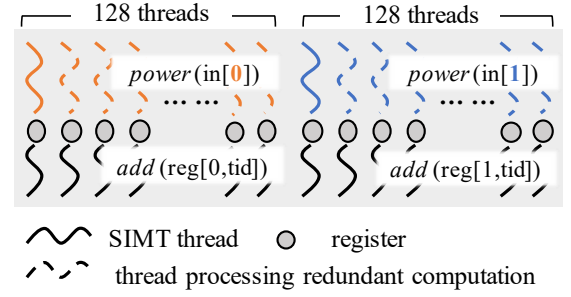 128 threads 128 threads
power(in[0]) power(in[1])
... ... ... ...
add(reg[0,tid]) add(reg[1,tid])
SIMT thread register
thread processing redundant computation